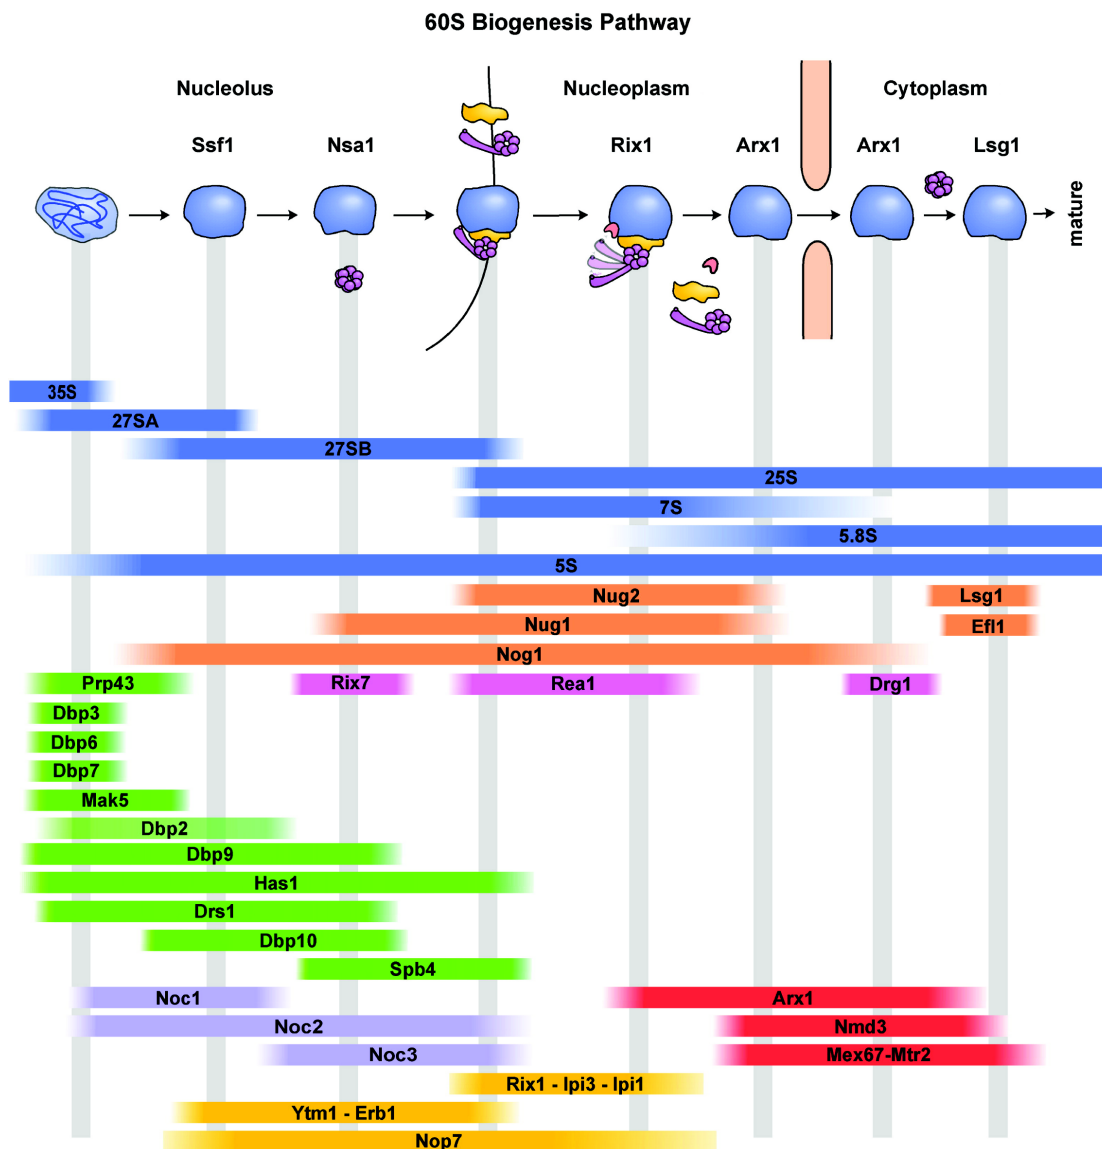 60S Biogenesis Pathway
Nucleolus Nucleoplasm Cytoplasm
Ssf1 Nsa1 Rix1 Arx1 Arx1 Lsg1
mature
35S
27SA
27SB
25S
7S
5.8S
5S
Nug2 Lsg1
Nug1 Efl1
Nog1
Prp43 Rix7 Rea1 Drg1
Dbp3
Dbp6
Dbp7
Mak5
Dbp2
Dbp9
Has1
Drs1
Dbp10
Spb4
Noc1 Arx1
Noc2 Nmd3
Noc3 Mex67-Mtr2
Rix1 - Ipi3 - Ipi1
Ytm1 - Erb1
Nop7